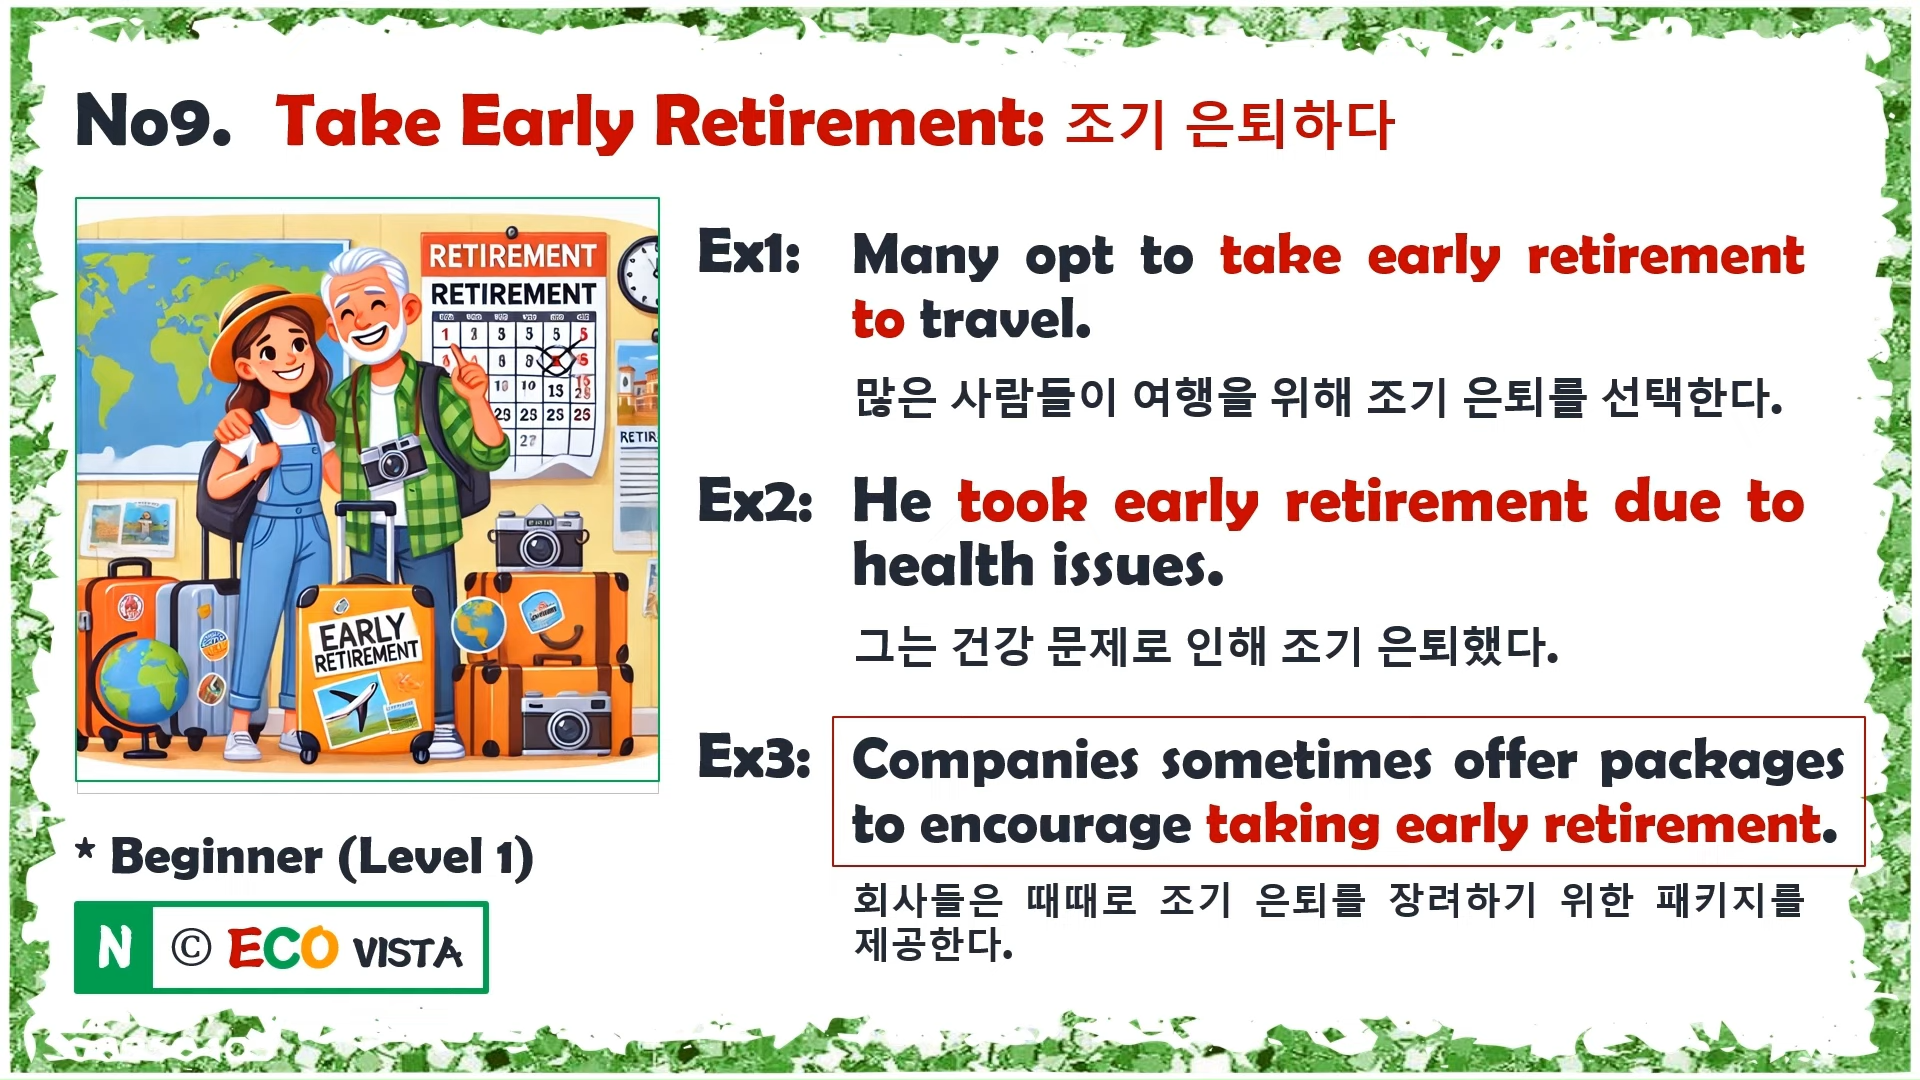 No9. Take Early Retirement: 조기 은퇴하다
RETIREMENT
RETIREMENT
RETIR
EARLY
RETIREMENT
Ex1: Many opt to take early retirement
to travel.
많은 사람들이 여행을 위해 조기 은퇴를 선택한다.
Ex2: He took early retirement due to
health issues.
그는 건강 문제로 인해 조기 은퇴했다.
Ex3: Companies sometimes offer packages
to encourage taking early retirement.
회사들은 때때로 조기 은퇴를 장려하기 위한 패키지를
제공한다.
* Beginner (Level 1)
N © ECO VISTA